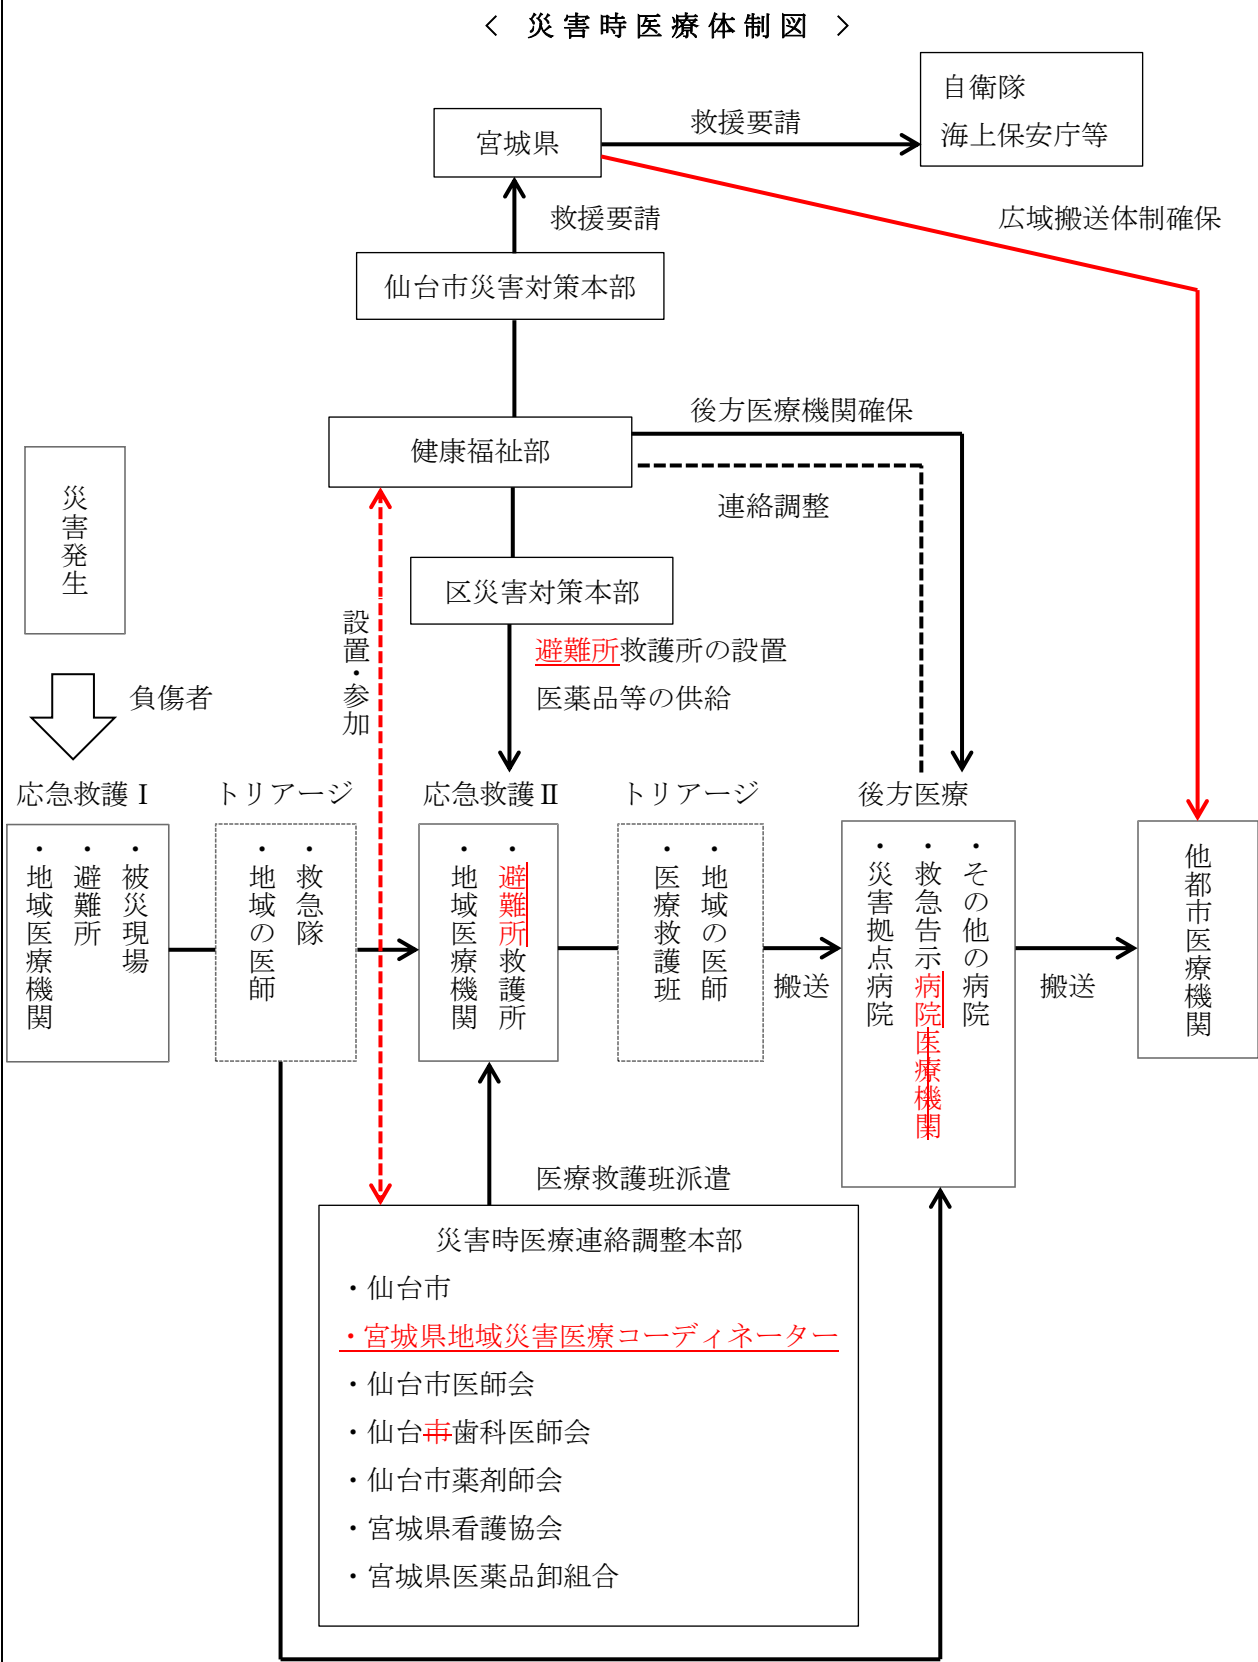 〈 災害時医療体制図 〉
自衛隊
海上保安庁等
救援要請
宮城県
救援要請
広域搬送体制確保
仙台市災害対策本部
後方医療機関確保
健康福祉部
連絡調整
災害発生
区災害対策本部
設置・参加
避難所救護所の設置
医薬品等の供給
負傷者
応急救護Ⅰ
トリアージ
応急救護Ⅱ
トリアージ
後方医療
・被災現場
・避難所
・地域医療機関
・救急隊
・地域の医師
・避難所救護所
・地域医療機関
・地域の医師
・医療救護班
搬送
・その他の病院
・救急告示病院医療機関
・災害拠点病院
搬送
他都市医療機関
医療救護班派遣
災害時医療連絡調整本部
・仙台市
・宮城県地域災害医療コーディネーター
・仙台市医師会
・仙台市歯科医師会
・仙台市薬剤師会
・宮城県看護協会
・宮城県医薬品卸組合